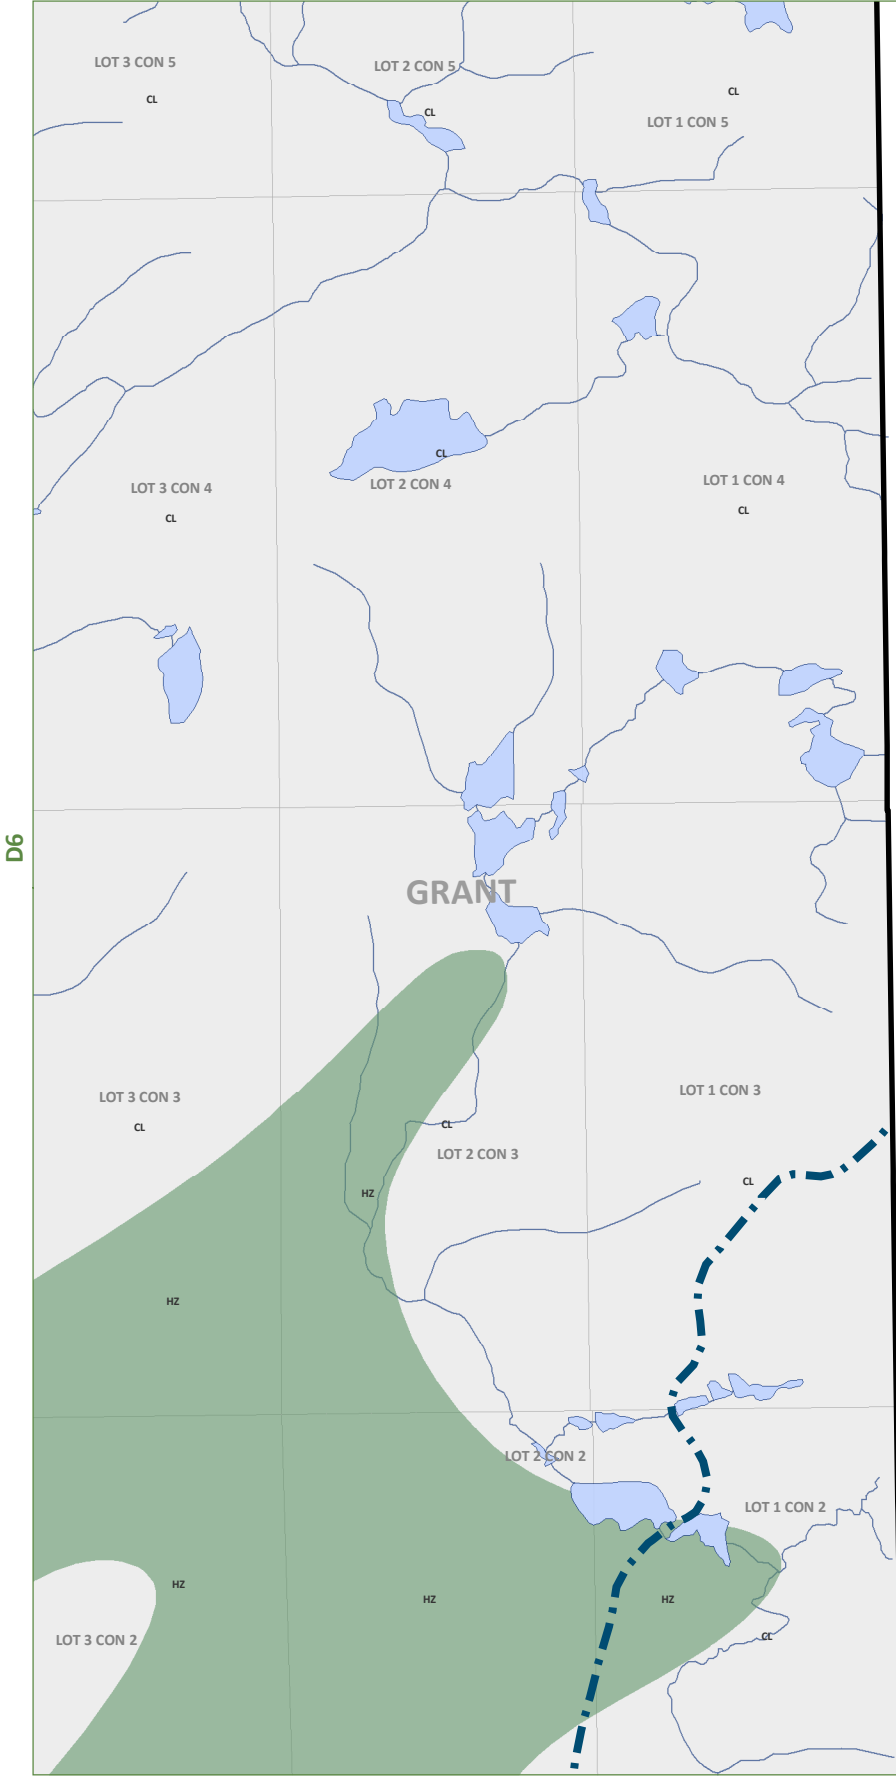 LOT 3 CON 5
LOT 2 CON 5
CL
CL
CL
LOT 1 CON 5
CL
LOT 3 CON 4
LOT 2 CON 4
LOT 1 CON 4
CL
CL
D6
GRANT
LOT 3 CON 3
LOT 1 CON 3
CL
CL
LOT 2 CON 3
CL
HZ
HZ
LOT 2 CON 2
LOT 1 CON 2
HZ
HZ
HZ
LOT 3 CON 2
CL